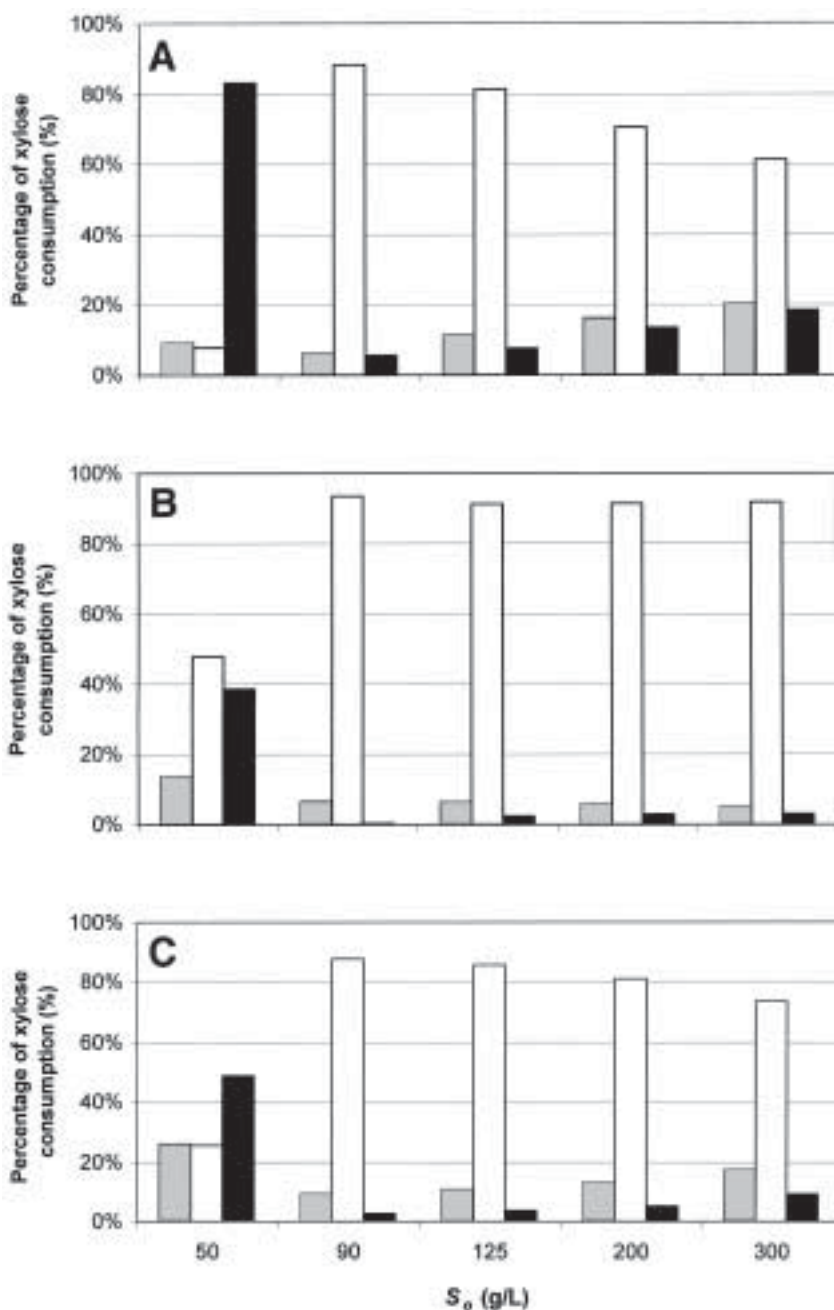 A
Percentage of xylose
consumption (%)
100%
80%
60%
40%
20%
0%
B
Percentage of xylose
consumption (%)
100%
80%
60%
40%
20%
0%
C
Percentage of xylose
consumption (%)
100%
80%
60%
40%
20%
0%
50 90 125 200 300
So (g/L)